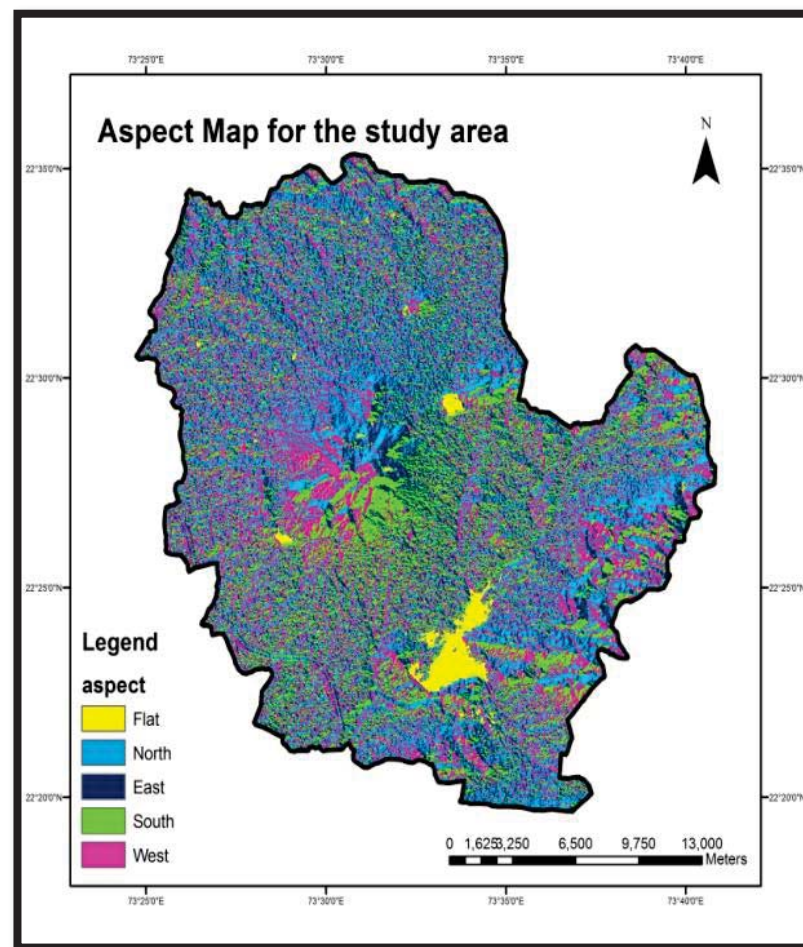 73°25'0"E 73°30'0"E 73°35'0"E 73°40'0"E
Aspect Map for the study area
N
22°35'0"N 22°35'0"N
22°30'0"N 22°30'0"N
22°25'0"N 22°25'0"N
Legend
aspect
Flat
North
East
South
West
22°20'0"N 22°20'0"N
0 1,625 3,250 6,500 9,750 13,000
Meters
73°25'0"E 73°30'0"E 73°35'0"E 73°40'0"E